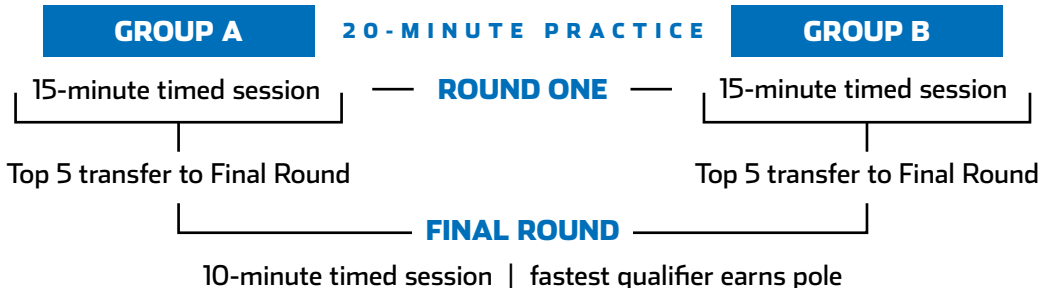 GROUP A
20-MINUTE PRACTICE
GROUP B
15-minute timed session
ROUND ONE
15-minute timed session
Top 5 transfer to Final Round
Top 5 transfer to Final Round
FINAL ROUND
10-minute timed session | fastest qualifier earns pole